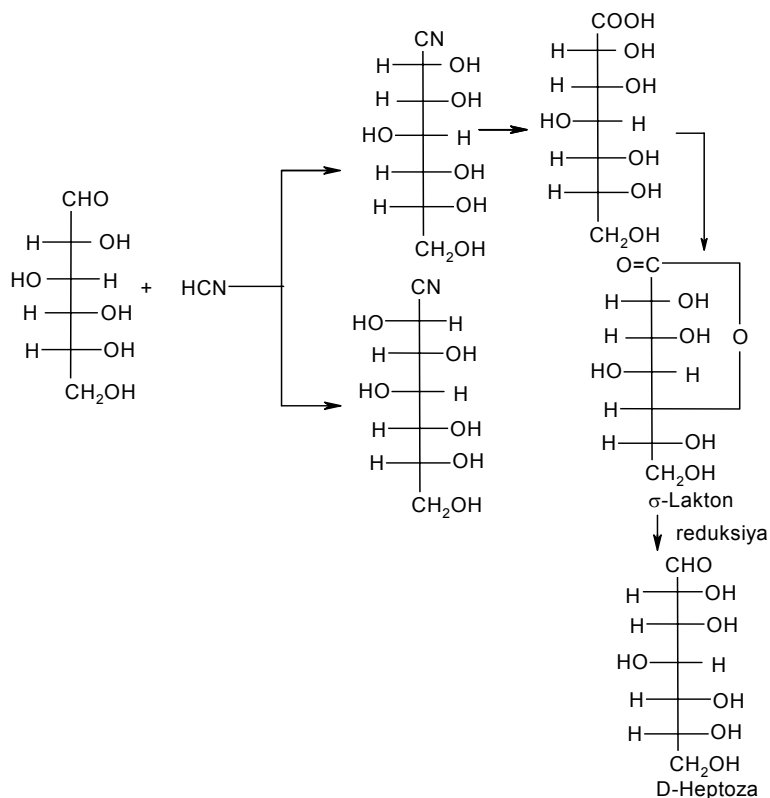 CHO
H OH
HO H
H OH
H OH
CH2OH
+ HCN
CN
H OH
H OH
HO H
H OH
H OH
CH2OH
CN
HO H
H OH
HO H
H OH
H OH
CH2OH
COOH
H OH
H OH
HO H
H OH
H OH
CH2OH
O=C
H OH
H OH
O
HO H
H
H OH
CH2OH
σ-Lakton
reduksiya
CHO
H OH
H OH
HO H
H OH
H OH
CH2OH
D-Heptoza